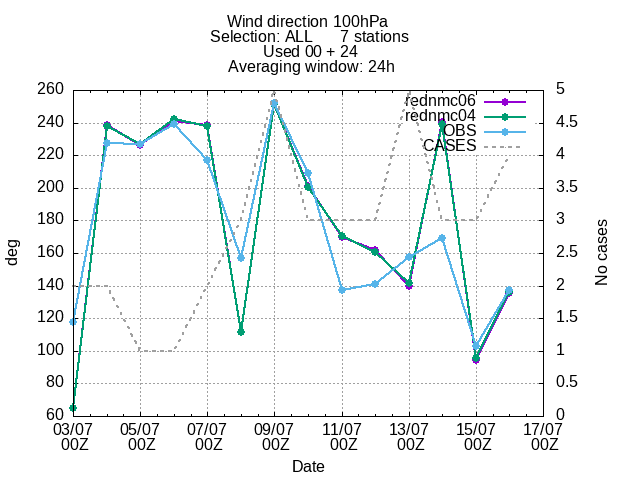 Wind direction 100hPa
Selection: ALL 7 stations
Used 00 + 24
Averaging window: 24h
rednmc06
rednmc04
OBS
CASES
260
240
220
200
180
160
140
120
100
80
60
deg
5
4.5
4
3.5
3
2.5
2
1.5
1
0.5
0
No cases
03/07 05/07 07/07 09/07 11/07 13/07 15/07 17/07
00Z 00Z 00Z 00Z 00Z 00Z 00Z 00Z
Date